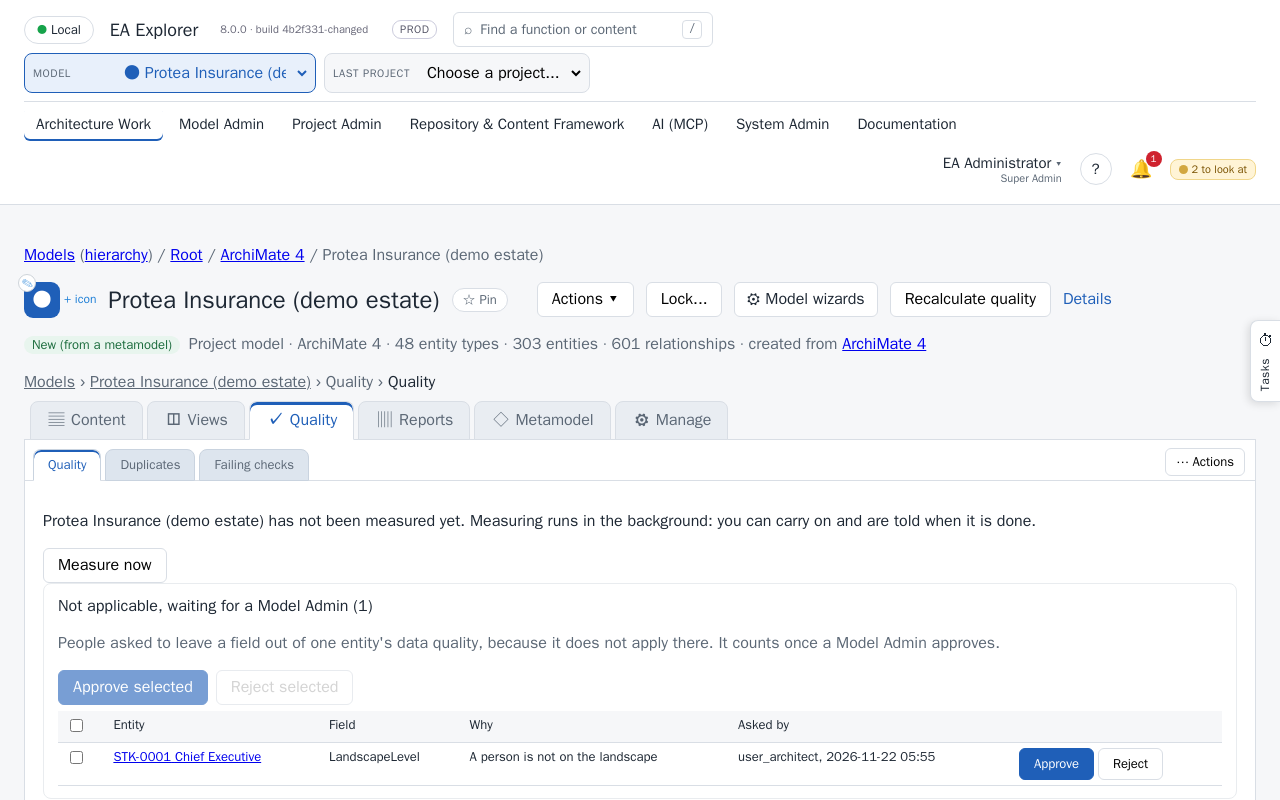 Local EA Explorer 8.0.0 · build 4b2f331-changed PROD Find a function or content /
MODEL Protea Insurance (de LAST PROJECT Choose a project...
Architecture Work Model Admin Project Admin Repository & Content Framework AI (MCP) System Admin Documentation
EA Administrator ▾ ? 1 2 to look at
Super Admin
Models (hierarchy) / Root / ArchiMate 4 / Protea Insurance (demo estate)
+ icon Protea Insurance (demo estate) ☆ Pin Actions ▼ Lock... ⚙ Model wizards Recalculate quality Details
New (from a metamodel) Project model · ArchiMate 4 · 48 entity types · 303 entities · 601 relationships · created from ArchiMate 4
Tasks
Models › Protea Insurance (demo estate) › Quality › Quality
Content Views ✓ Quality Reports Metamodel Manage
Quality Duplicates Failing checks ··· Actions
Protea Insurance (demo estate) has not been measured yet. Measuring runs in the background: you can carry on and are told when it is done.
Measure now
Not applicable, waiting for a Model Admin (1)
People asked to leave a field out of one entity's data quality, because it does not apply there. It counts once a Model Admin approves.
Approve selected Reject selected
Entity Field Why Asked by
STK-0001 Chief Executive LandscapeLevel A person is not on the landscape user_architect, 2026-11-22 05:55 Approve Reject